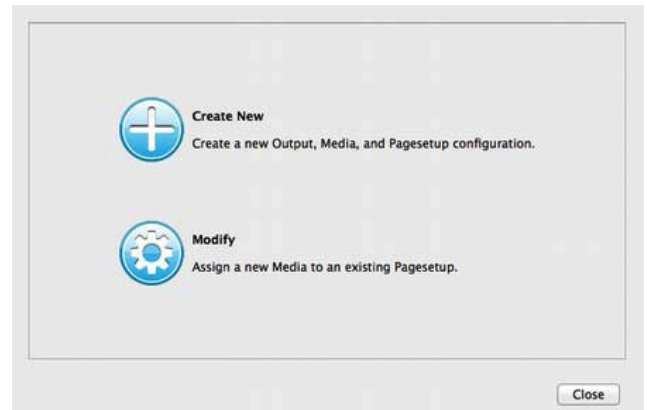 Create New
Create a new Output, Media, and Pagesetup configuration.
Modify
Assign a new Media to an existing Pagesetup.
Close